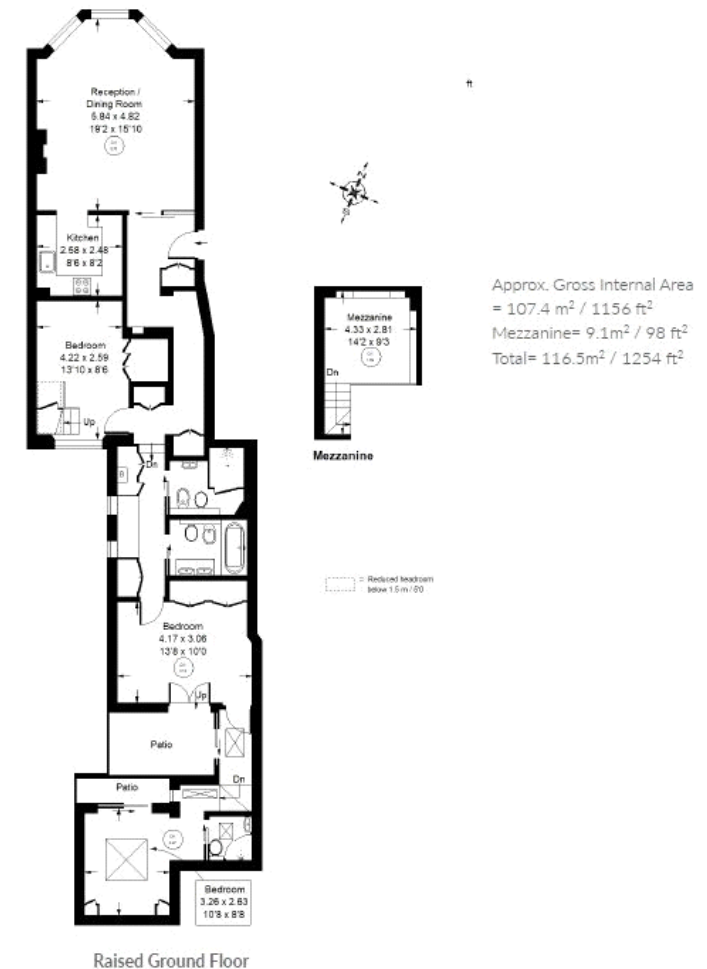 Reception /
Dining Room
5.84 x 4.82
19'2 x 15'10
ft
N
S
Kitchen
2.58 x 2.48
8'6 x 8'2
Approx. Gross Internal Area
= 107.4 m² / 1156 ft²
Mezzanine= 9.1m² / 98 ft²
Total= 116.5m² / 1254 ft²
Mezzanine
4.33 x 2.81
14'2 x 9'3
Dn
Mezzanine
Bedroom
4.22 x 2.59
13'10 x 8'6
Up
Dn
B
= Reduced headroom
below 1.5 m / 5'0
Bedroom
4.17 x 3.06
13'8 x 10'0
Up
Patio
Dn
Patio
Bedroom
3.26 x 2.63
10'8 x 8'8
Raised Ground Floor